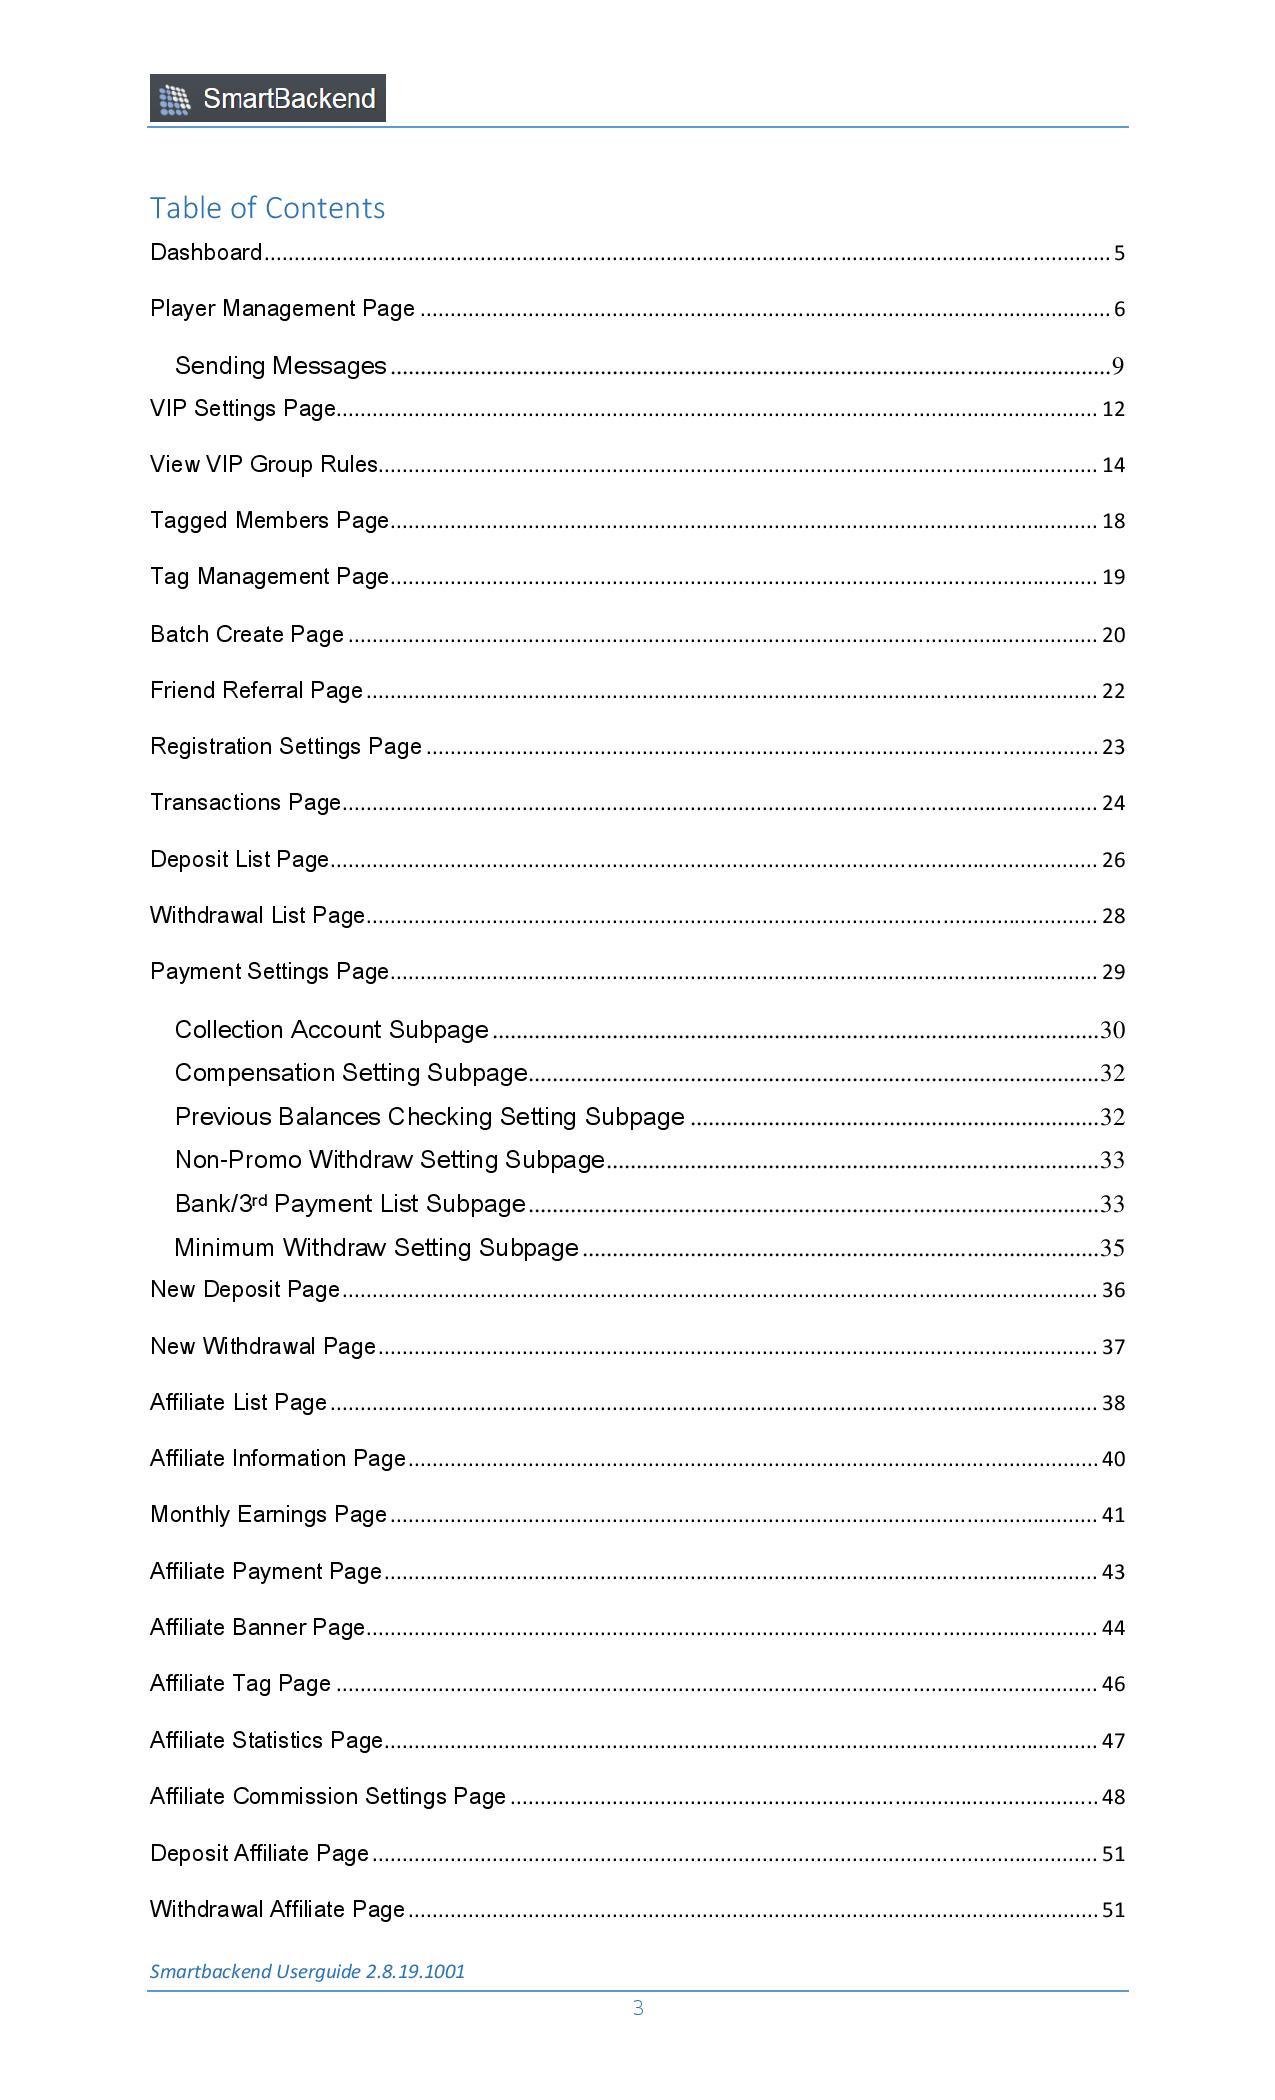 SmartBackend
Table of Contents
Dashboard........................................................................................................................................5
Player Management Page ................................................................................................................6
Sending Messages............................................................................................................................9
VIP Settings Page............................................................................................................................12
View VIP Group Rules.....................................................................................................................14
Tagged Members Page...................................................................................................................18
Tag Management Page...................................................................................................................19
Batch Create Page ..........................................................................................................................20
Friend Referral Page.......................................................................................................................22
Registration Settings Page .............................................................................................................23
Transactions Page...........................................................................................................................24
Deposit List Page.............................................................................................................................26
Withdrawal List Page......................................................................................................................28
Payment Settings Page...................................................................................................................29
Collection Account Subpage...........................................................................................................30
Compensation Setting Subpage.....................................................................................................32
Previous Balances Checking Setting Subpage ...............................................................................32
Non-Promo Withdraw Setting Subpage.........................................................................................33
Bank/3rd Payment List Subpage....................................................................................................33
Minimum Withdraw Setting Subpage............................................................................................35
New Deposit Page...........................................................................................................................36
New Withdrawal Page....................................................................................................................37
Affiliate List Page............................................................................................................................38
Affiliate Information Page..............................................................................................................40
Monthly Earnings Page...................................................................................................................41
Affiliate Payment Page...................................................................................................................43
Affiliate Banner Page......................................................................................................................44
Affiliate Tag Page ...........................................................................................................................46
Affiliate Statistics Page...................................................................................................................47
Affiliate Commission Settings Page ...............................................................................................48
Deposit Affiliate Page.....................................................................................................................51
Withdrawal Affiliate Page...............................................................................................................51
Smartbackend Userguide 2.8.19.1001
3